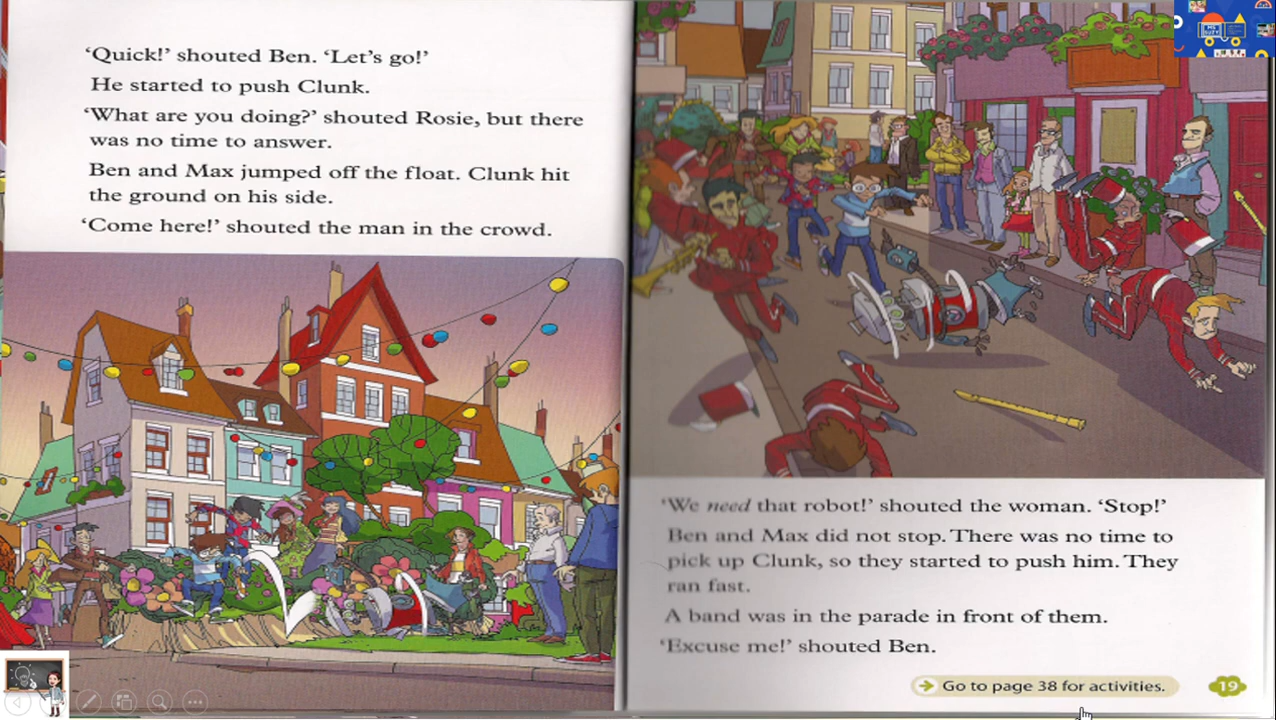 ‘Quick!’ shouted Ben. ‘Let’s go!’
He started to push Clunk.
‘What are you doing?’ shouted Rosie, but there
was no time to answer.
Ben and Max jumped off the float. Clunk hit
the ground on his side.
‘Come here!’ shouted the man in the crowd.
‘We need that robot!’ shouted the woman. ‘Stop!’
Ben and Max did not stop. There was no time to
pick up Clunk, so they started to push him. They
ran fast.
A band was in the parade in front of them.
‘Excuse me!’ shouted Ben.
Go to page 38 for activities.
19